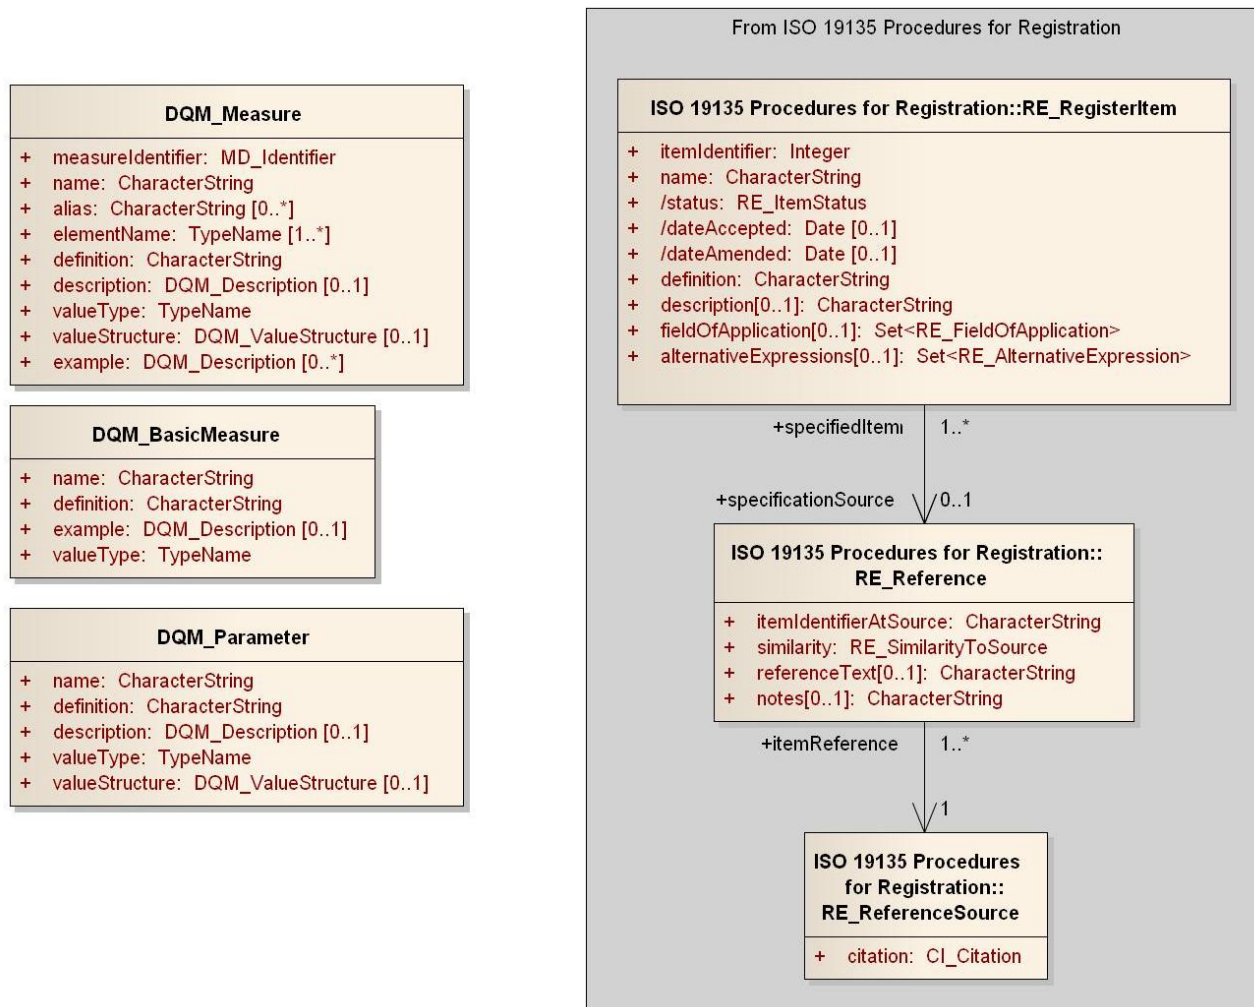 DQM_Measure
+ measureIdentifier: MD_Identifier
+ name: CharacterString
+ alias: CharacterString [0..*]
+ elementName: TypeName [1..*]
+ definition: CharacterString
+ description: DQM_Description [0..1]
+ valueType: TypeName
+ valueStructure: DQM_ValueStructure [0..1]
+ example: DQM_Description [0..*]
DQM_BasicMeasure
+ name: CharacterString
+ definition: CharacterString
+ example: DQM_Description [0..1]
+ valueType: TypeName
DQM_Parameter
+ name: CharacterString
+ definition: CharacterString
+ description: DQM_Description [0..1]
+ valueType: TypeName
+ valueStructure: DQM_ValueStructure [0..1]
From ISO 19135 Procedures for Registration
ISO 19135 Procedures for Registration::RE_RegisterItem
+ itemIdentifier: Integer
+ name: CharacterString
+ /status: RE_ItemStatus
+ /dateAccepted: Date [0..1]
+ /dateAmended: Date [0..1]
+ definition: CharacterString
+ description[0..1]: CharacterString
+ fieldOfApplication[0..1]: Set<RE_FieldOfApplication>
+ alternativeExpressions[0..1]: Set<RE_AlternativeExpression>
+specifiedItem 1..*
+specificationSource 0..1
ISO 19135 Procedures for Registration::
RE_Reference
+ itemIdentifierAtSource: CharacterString
+ similarity: RE_SimilarityToSource
+ referenceText[0..1]: CharacterString
+ notes[0..1]: CharacterString
+itemReference 1..*
1
ISO 19135 Procedures
for Registration::
RE_ReferenceSource
+ citation: CI_Citation